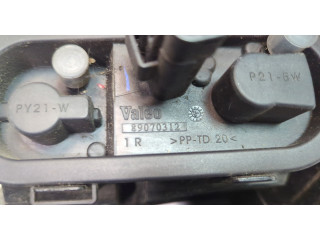 PY21-W
P21-5W
Valeo
89070312
1 R >PP-TD 20<